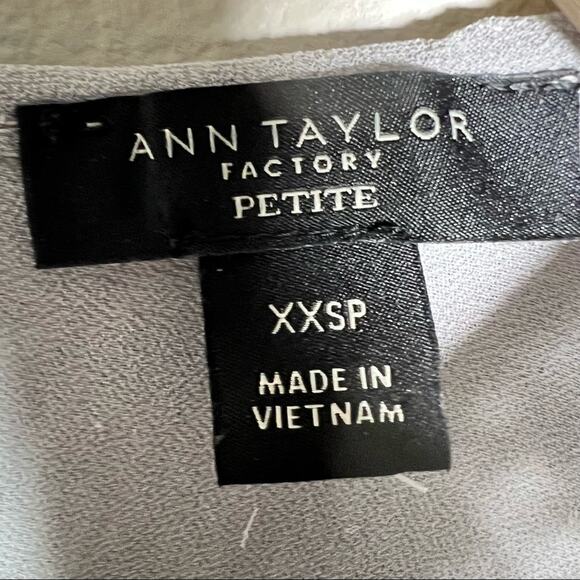 ANN TAYLOR
FACTORY
PETITE
XXSP
MADE IN
VIETNAM